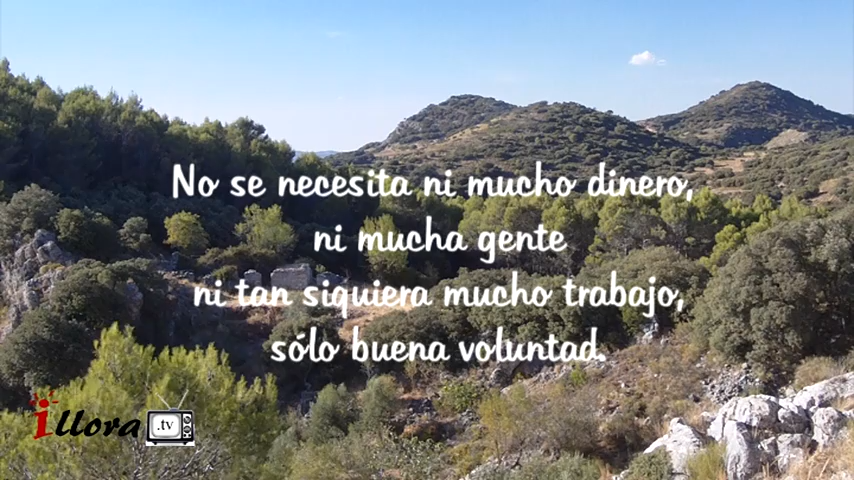 No se necesita ni mucho dinero,
ni mucha gente
ni tan siquiera mucho trabajo,
sólo buena voluntad.
illora .tv